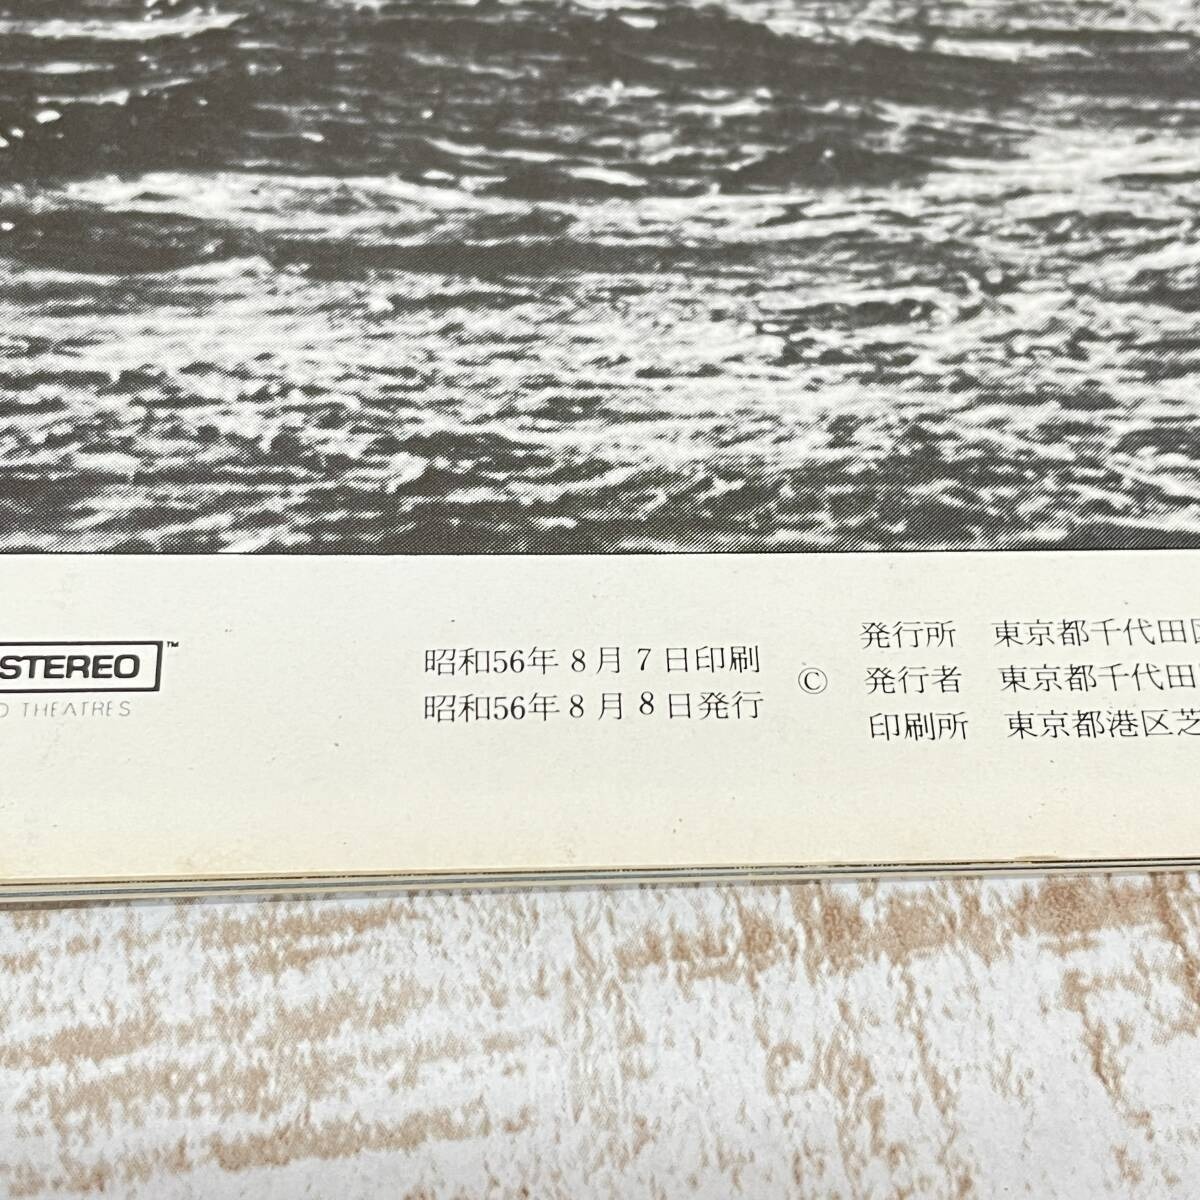 STEREO™
THEATRES
昭和56年8月7日印刷
昭和56年8月8日発行
©
発行所 東京都千代田区
発行者 東京都千代田
印刷所 東京都港区芝